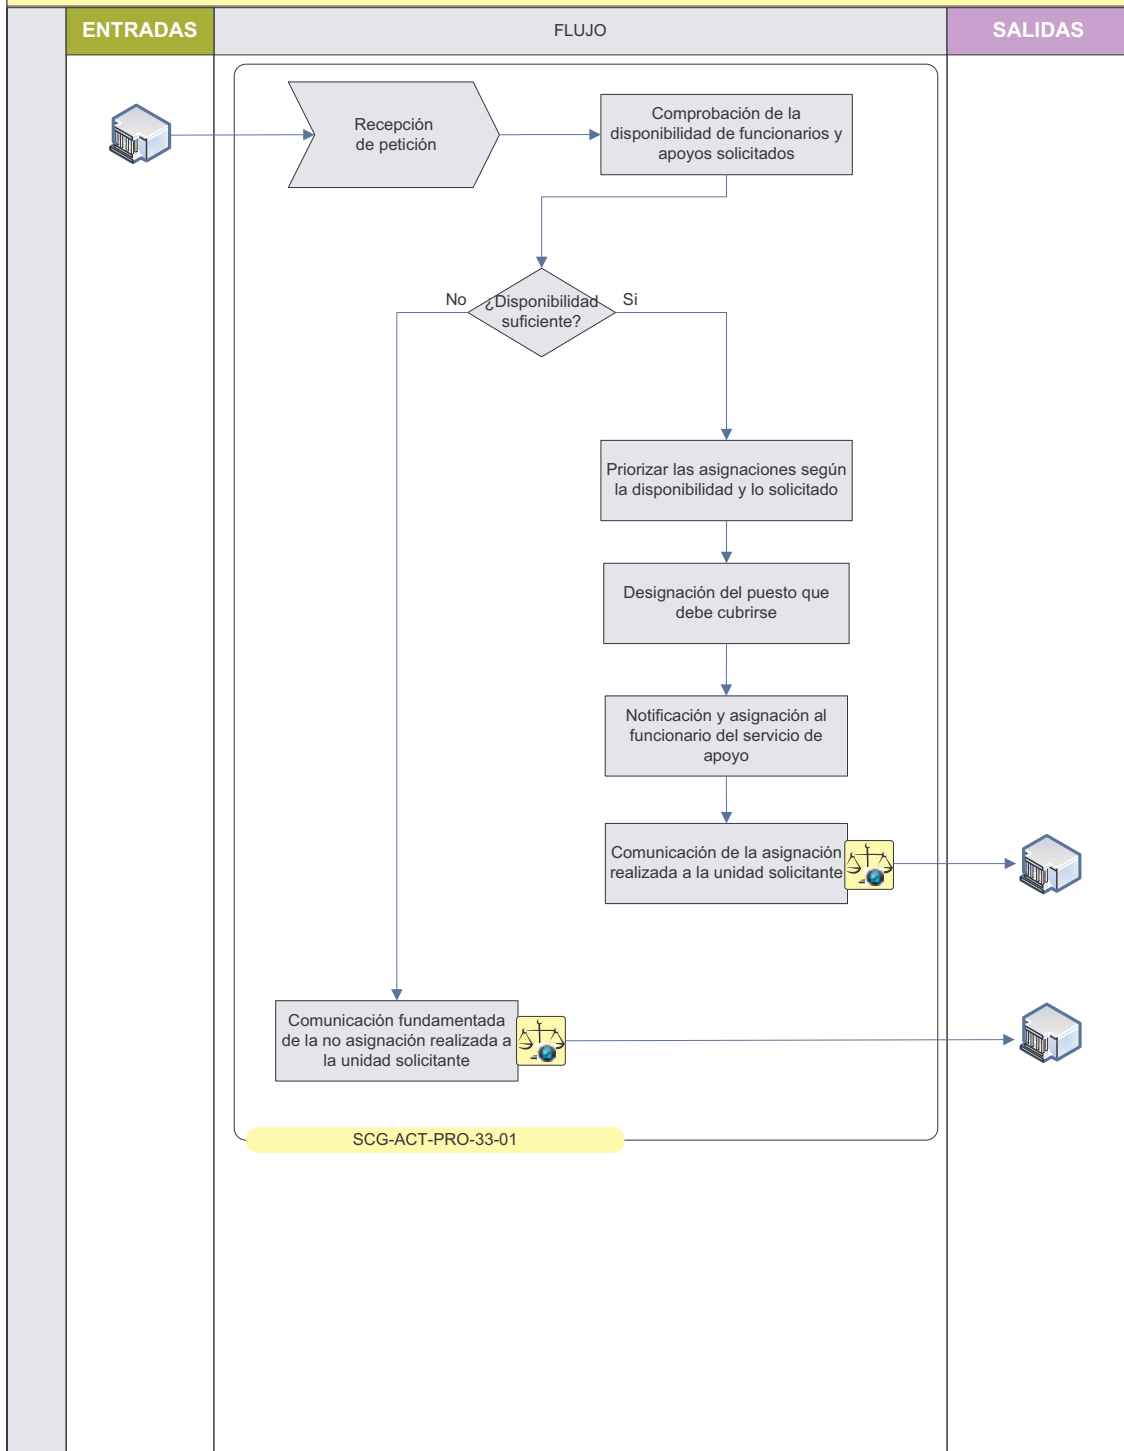 ENTRADAS
FLUJO
SALIDAS
Recepción
de petición
Comprobación de la
disponibilidad de funcionarios y
apoyos solicitados
No
¿Disponibilidad
suficiente?
Si
Priorizar las asignaciones según
la disponibilidad y lo solicitado
Designación del puesto que
debe cubrirse
Notificación y asignación al
funcionario del servicio de
apoyo
Comunicación de la asignación
realizada a la unidad solicitante
Comunicación fundamentada
de la no asignación realizada a
la unidad solicitante
SCG-ACT-PRO-33-01